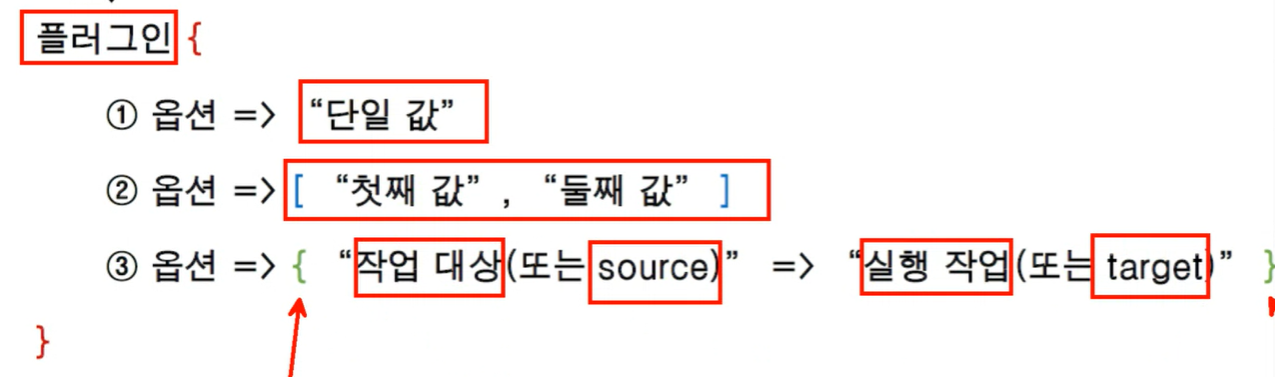 플러그인 {
① 옵션 => “단일 값”
② 옵션 => [ “첫째 값” , “둘째 값” ]
③ 옵션 => { “작업 대상(또는 source)” => “실행 작업(또는 target)” }
}